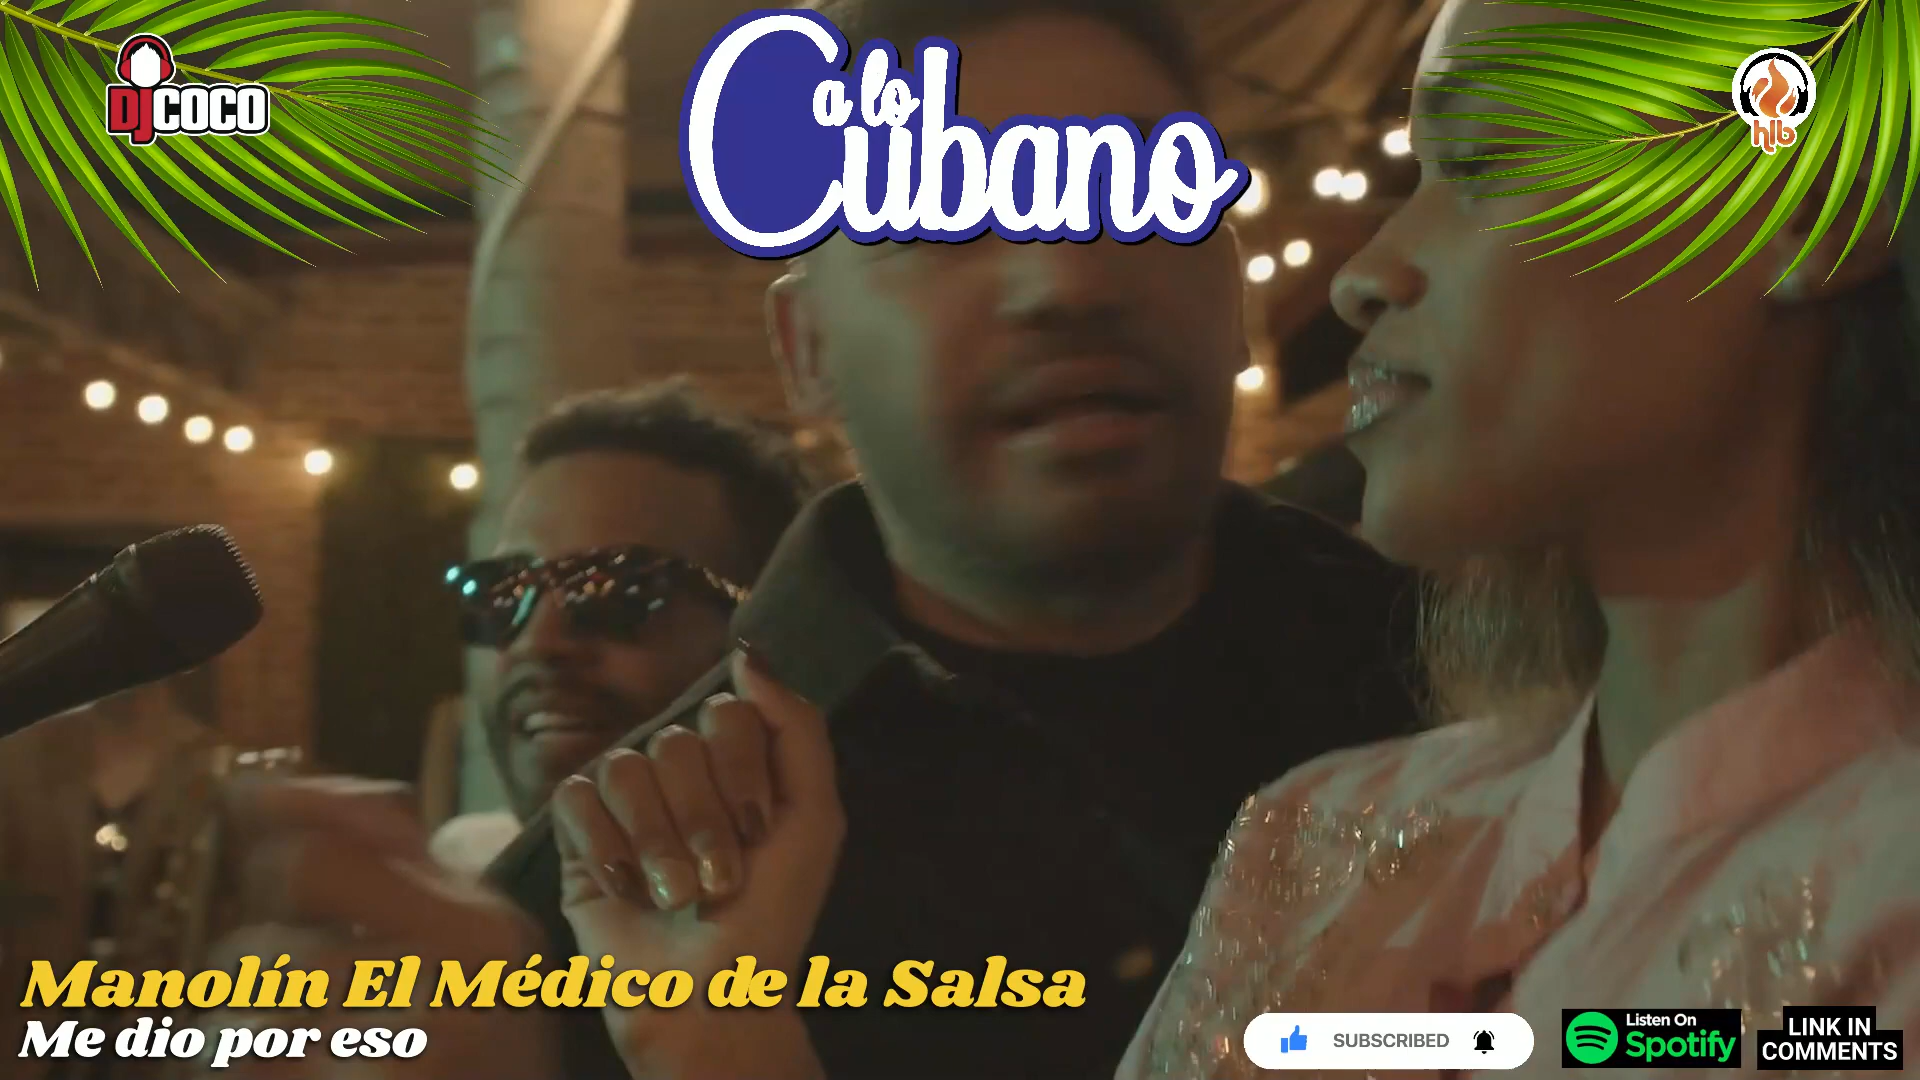 DJ COCO
a lo
Cubano
hlb
Manolín El Médico de la Salsa
Me dio por eso
SUBSCRIBED
Listen On
Spotify
LINK IN
COMMENTS